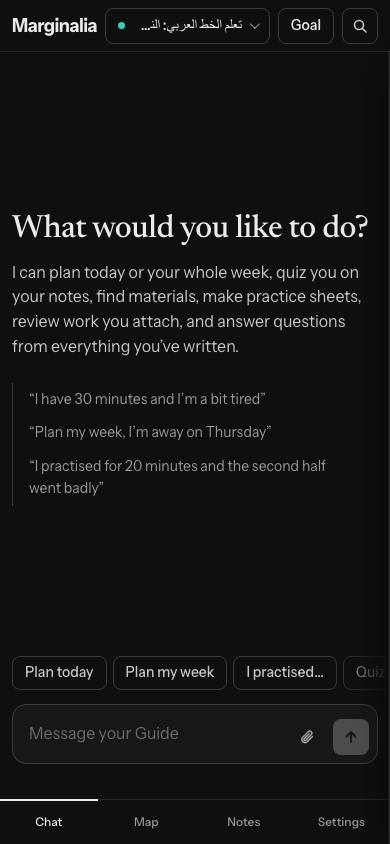 Marginalia
تعلم الخط العربي: الن...
Goal
What would you like to do?
I can plan today or your whole week, quiz you on
your notes, find materials, make practice sheets,
review work you attach, and answer questions
from everything you’ve written.
“I have 30 minutes and I’m a bit tired”
“Plan my week, I’m away on Thursday”
“I practised for 20 minutes and the second half
went badly”
Plan today
Plan my week
I practised...
Quiz
Message your Guide
Chat
Map
Notes
Settings